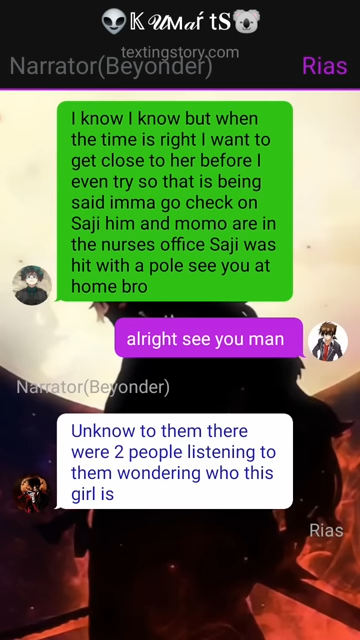 👽𝕂 𝓤мαŕ tS🐨
textingstory.com
Narrator(Beyonder) Rias
I know I know but when
the time is right I want to
get close to her before I
even try so that is being
said imma go check on
Saji him and momo are in
the nurses office Saji was
hit with a pole see you at
home bro
alright see you man
Narrator(Beyonder)
Unknow to them there
were 2 people listening to
them wondering who this
girl is
Rias